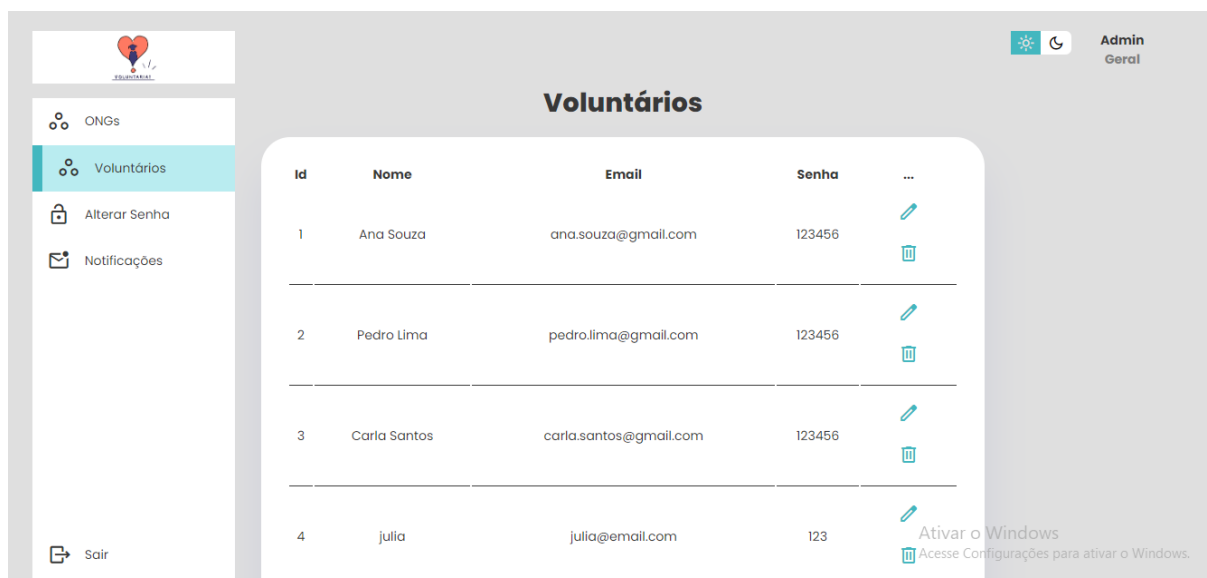 VOLUNTARIAE
Admin
Geral
ONGs
Voluntários
Alterar Senha
Notificações
Sair
Voluntários
Id Nome Email Senha ...
1 Ana Souza ana.souza@gmail.com 123456
2 Pedro Lima pedro.lima@gmail.com 123456
3 Carla Santos carla.santos@gmail.com 123456
4 julia julia@email.com 123
Ativar o Windows
Acesse Configurações para ativar o Windows.